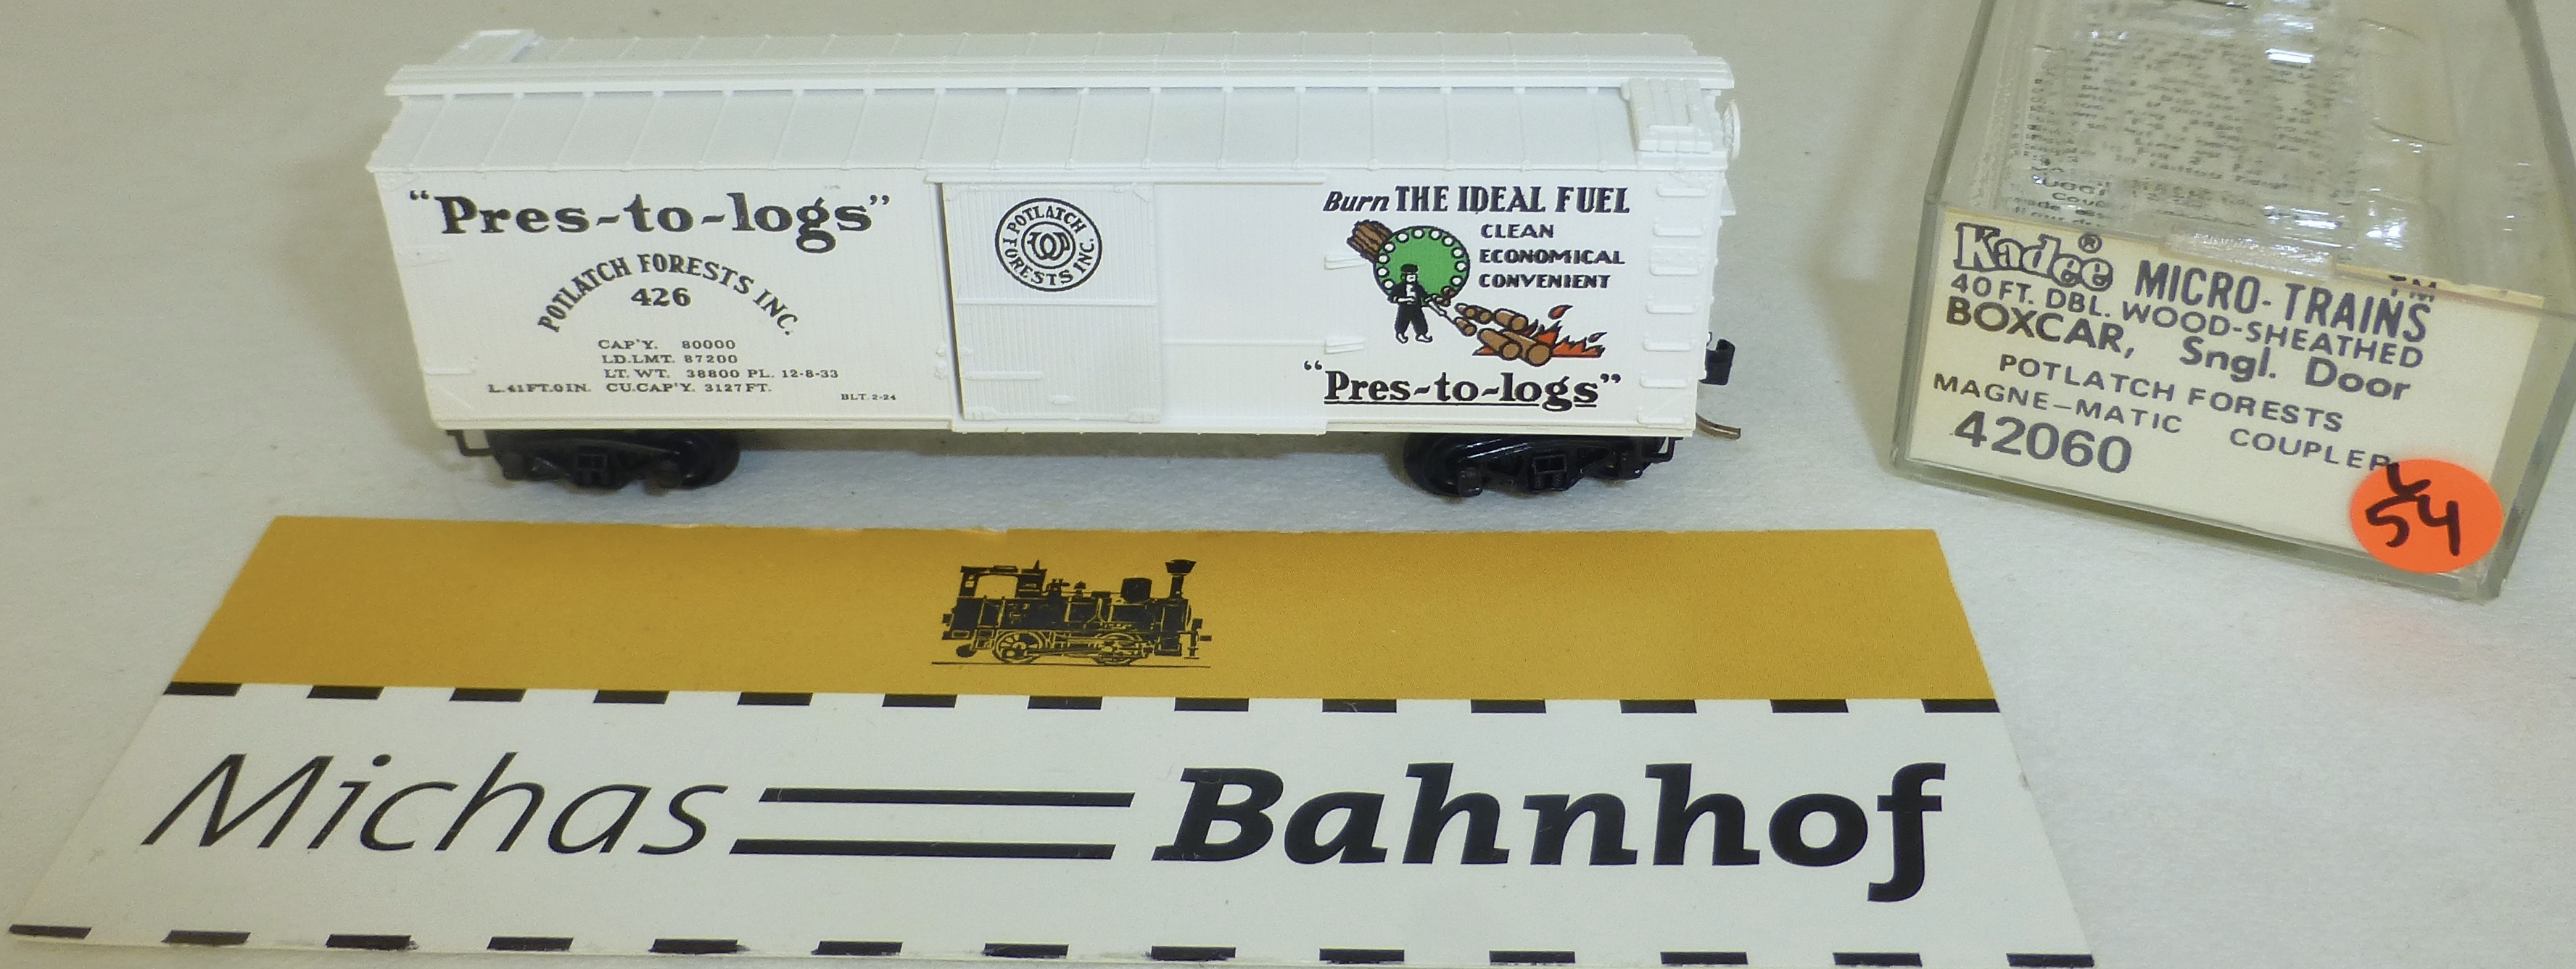 “Pres-to-logs”
POTLATCH FORESTS INC.
426
CAP'Y. 80000
LD.LMT. 87200
LT. WT. 38800 PL. 12-8-33
L.41FT.0IN. CU.CAP'Y. 3127FT.
BLT. 2-24
POTLATCH
FORESTS INC.
Burn THE IDEAL FUEL
CLEAN
ECONOMICAL
CONVENIENT
“Pres-to-logs”
Kadee® MICRO-TRAINS TM
40 FT. DBL. WOOD-SHEATHED
BOXCAR, Sngl. Door
POTLATCH FORESTS
MAGNE-MATIC COUPLER
42060
54
Michas Bahnhof